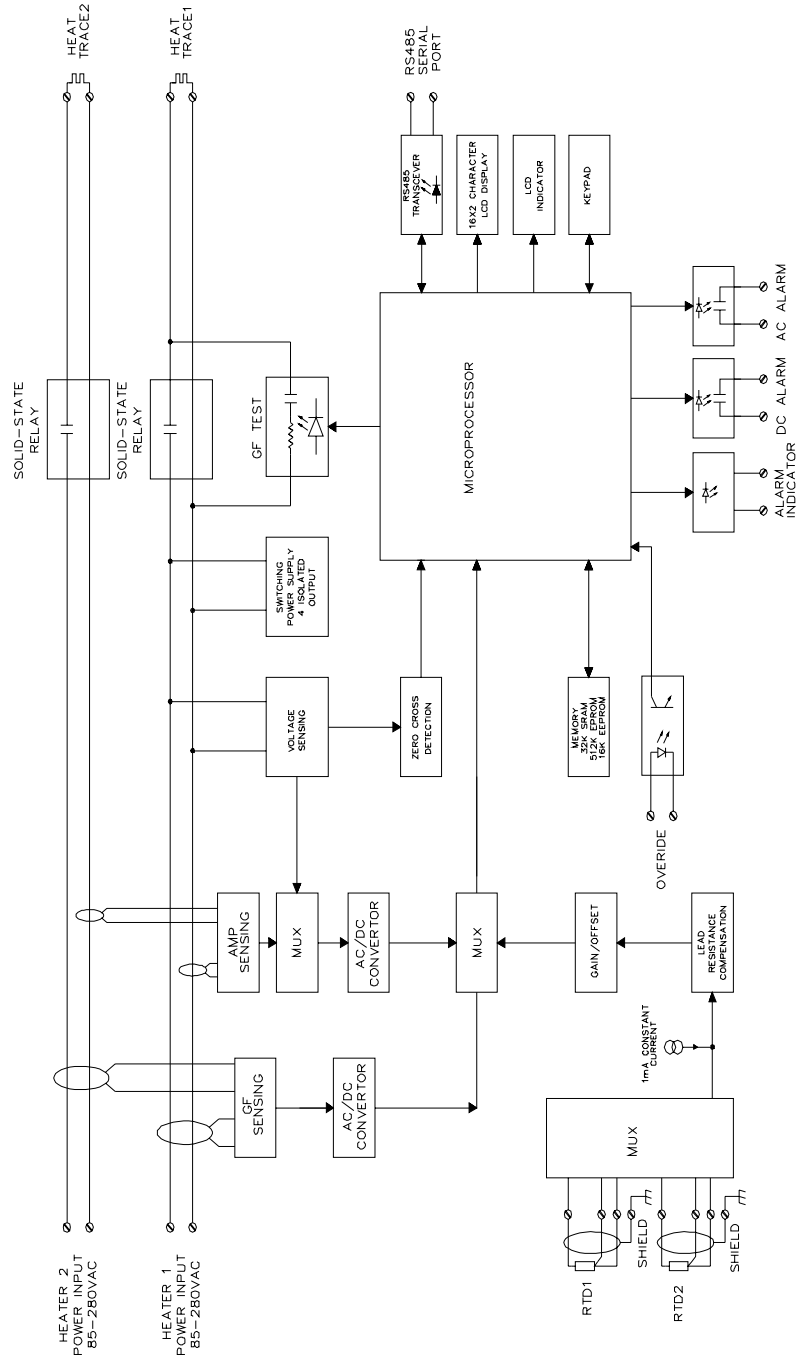 HEATER 2
POWER INPUT
85-280VAC
HEATER 1
POWER INPUT
85-280VAC
SOLID-STATE
RELAY
SOLID-STATE
RELAY
HEAT
TRACE2
HEAT
TRACE1
GF
SENSING
AC/DC
CONVERTOR
AMP
SENSING
MUX
AC/DC
CONVERTOR
MUX
VOLTAGE
SENSING
ZERO CROSS
DETECTION
SWITCHING
POWER SUPPLY
4 ISOLATED
OUTPUT
GF TEST
MICROPROCESSOR
RS485
TRANSCEVER
RS485
SERIAL
PORT
16X2 CHARACTER
LCD DISPLAY
LCD
INDICATOR
KEYPAD
MEMORY
32K SRAM
512K EPROM
16K EEPROM
OVERIDE
GAIN/OFFSET
LEAD
RESISTANCE
COMPENSATION
1mA CONSTANT
CURRENT
MUX
RTD1
SHIELD
RTD2
SHIELD
ALARM
INDICATOR
DC ALARM
AC ALARM